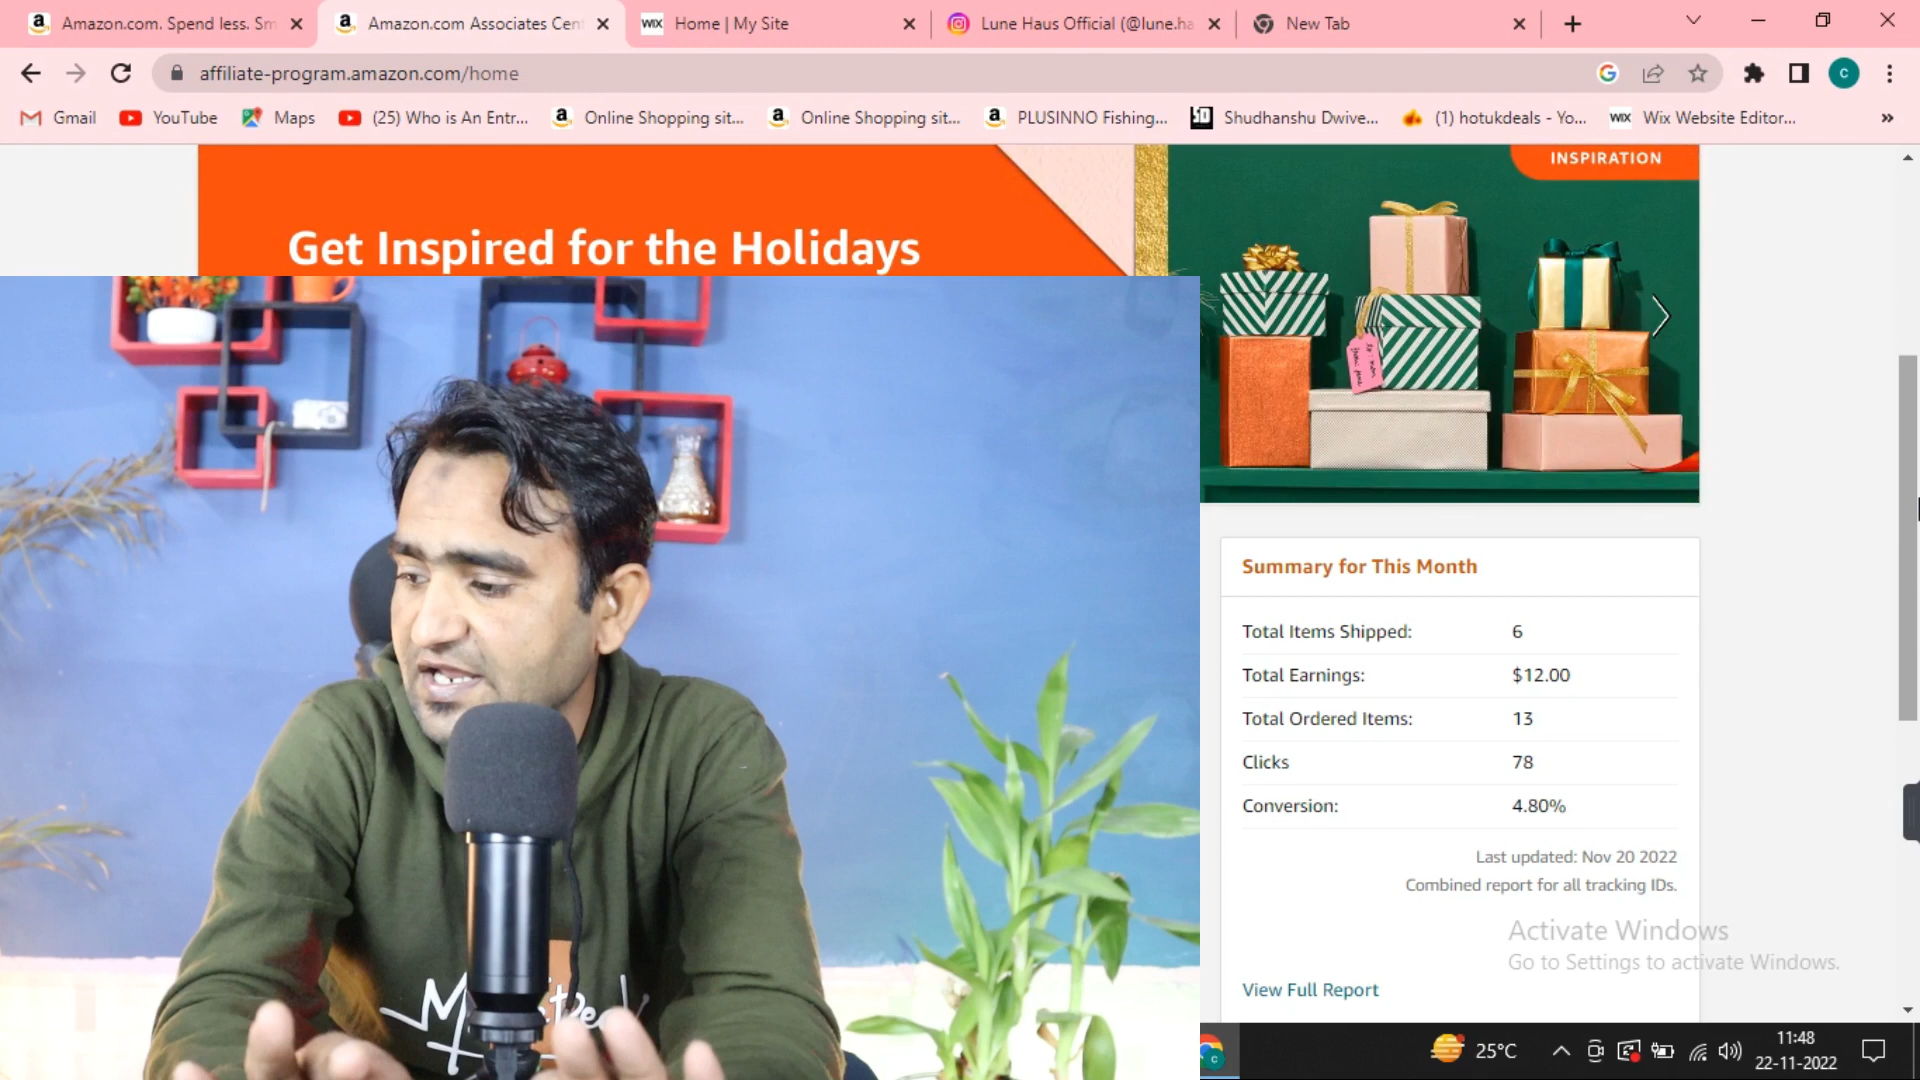 Amazon.com. Spend less. Sm
Amazon.com Associates Cen
WIX Home | My Site
Lune Haus Official (@lune.ha
New Tab
affiliate-program.amazon.com/home
C
Gmail
YouTube
Maps
(25) Who is An Entr...
Online Shopping sit...
Online Shopping sit...
PLUSINNO Fishing...
Shudhanshu Dwive...
(1) hotukdeals - Yo...
WIX Wix Website Editor...
INSPIRATION
Get Inspired for the Holidays
Summary for This Month
Total Items Shipped: 6
Total Earnings: $12.00
Total Ordered Items: 13
Clicks 78
Conversion: 4.80%
Last updated: Nov 20 2022
Combined report for all tracking IDs.
Activate Windows
Go to Settings to activate Windows.
View Full Report
25°C
11:48
22-11-2022